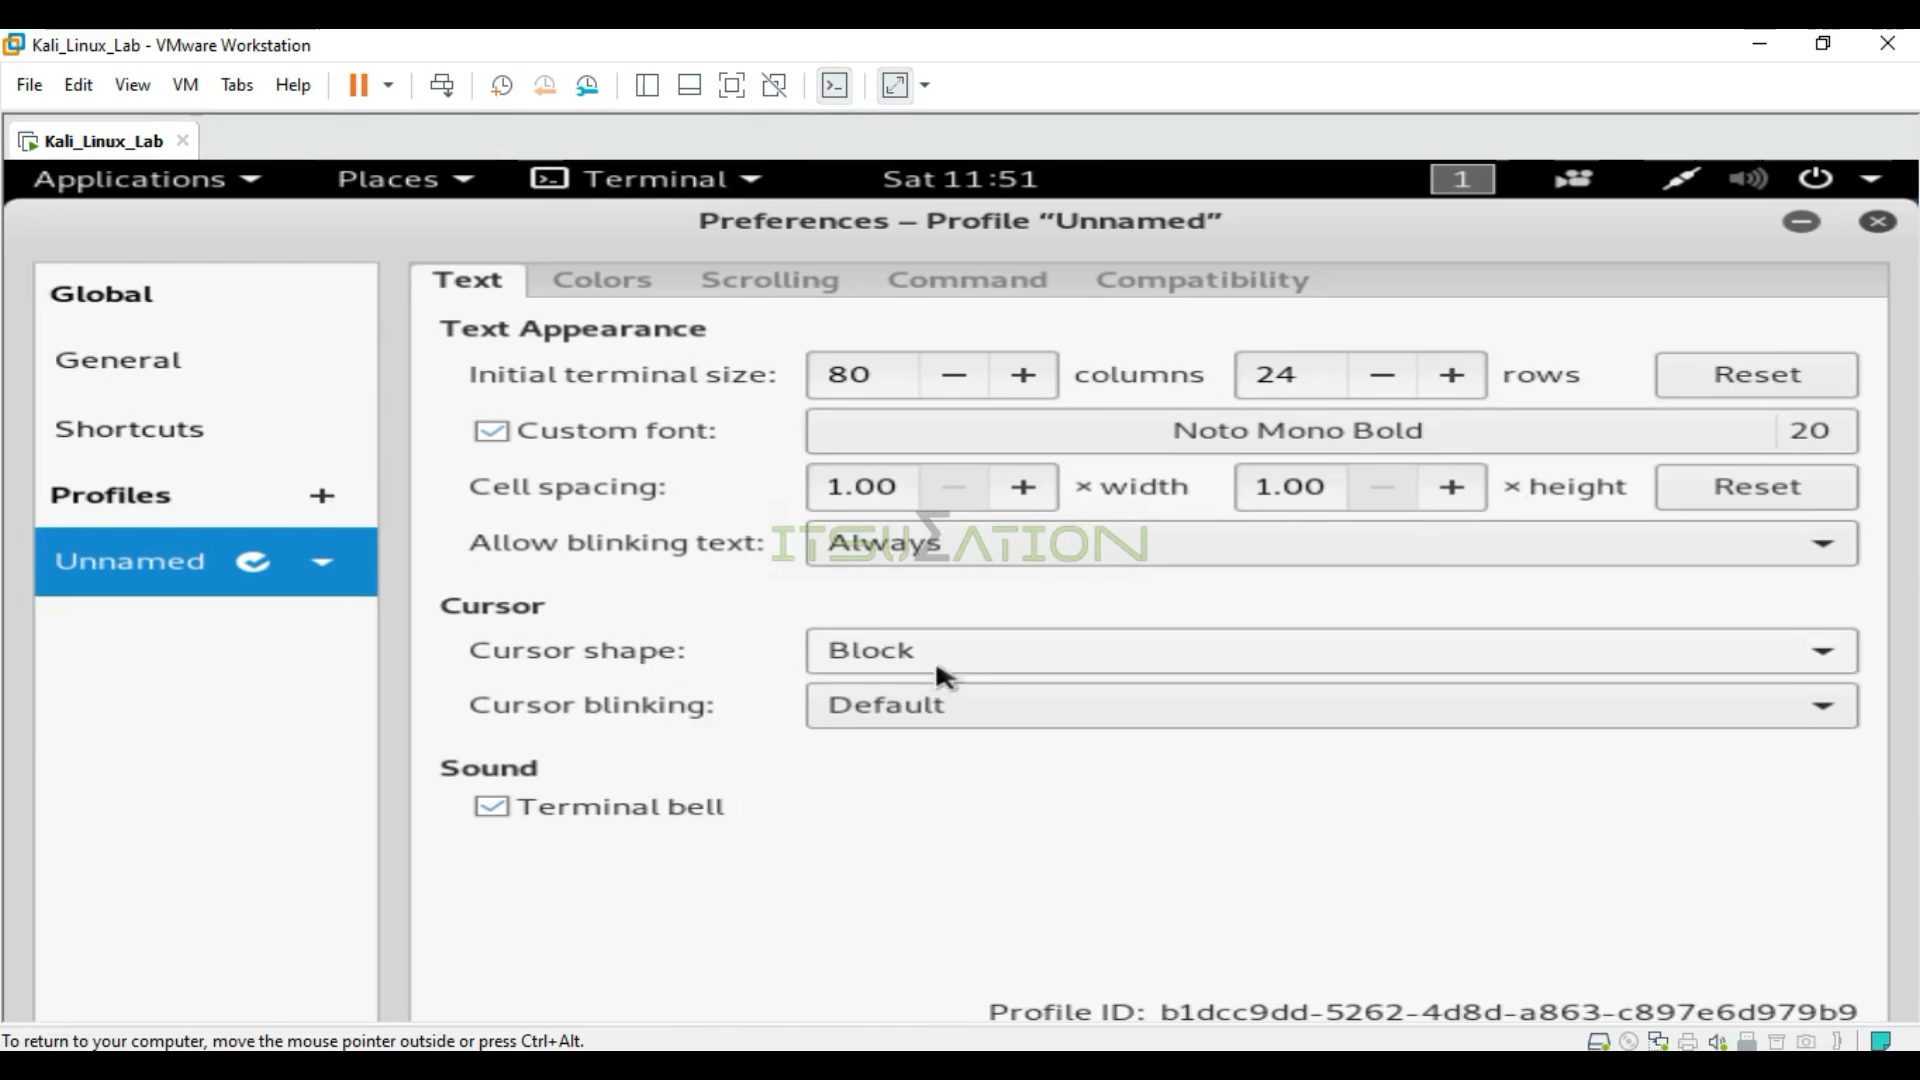 Kali_Linux_Lab - VMware Workstation
File Edit View VM Tabs Help
Kali_Linux_Lab
Applications Places Terminal Sat 11:51 1
Preferences – Profile “Unnamed”
Global
General
Shortcuts
Profiles
Unnamed
Text Colors Scrolling Command Compatibility
Text Appearance
Initial terminal size: 80 columns 24 rows Reset
Custom font: Noto Mono Bold 20
Cell spacing: 1.00 × width 1.00 × height Reset
Allow blinking text: Always
Cursor
Cursor shape: Block
Cursor blinking: Default
Sound
Terminal bell
Profile ID: b1dcc9dd-5262-4d8d-a863-c897e6d979b9
To return to your computer, move the mouse pointer outside or press Ctrl+Alt.